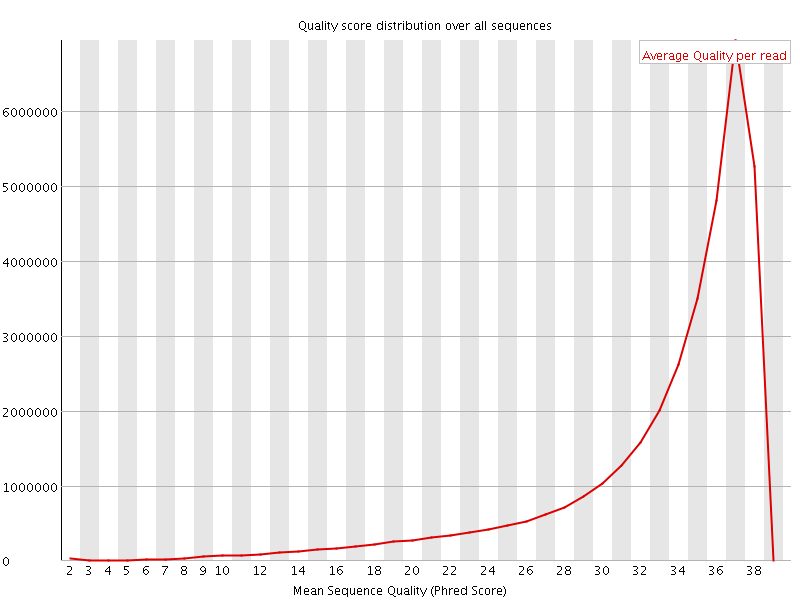 Quality score distribution over all sequences
Average Quality per read
6000000
5000000
4000000
3000000
2000000
1000000
0
2 3 4 5 6 7 8 9 10 12 14 16 18 20 22 24 26 28 30 32 34 36 38
Mean Sequence Quality (Phred Score)